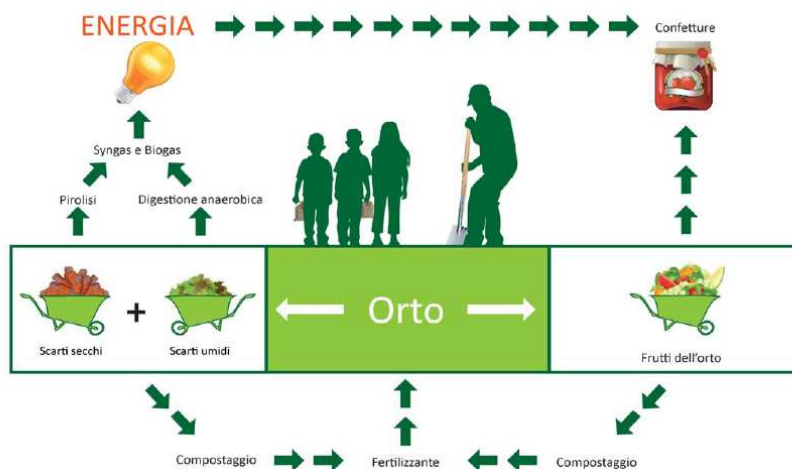 ENERGIA
Confetture
Syngas e Biogas
Pirolisi
Digestione anaerobica
+
Orto
Scarti secchi
Scarti umidi
Frutti dell'orto
Compostaggio
Fertilizzante
Compostaggio